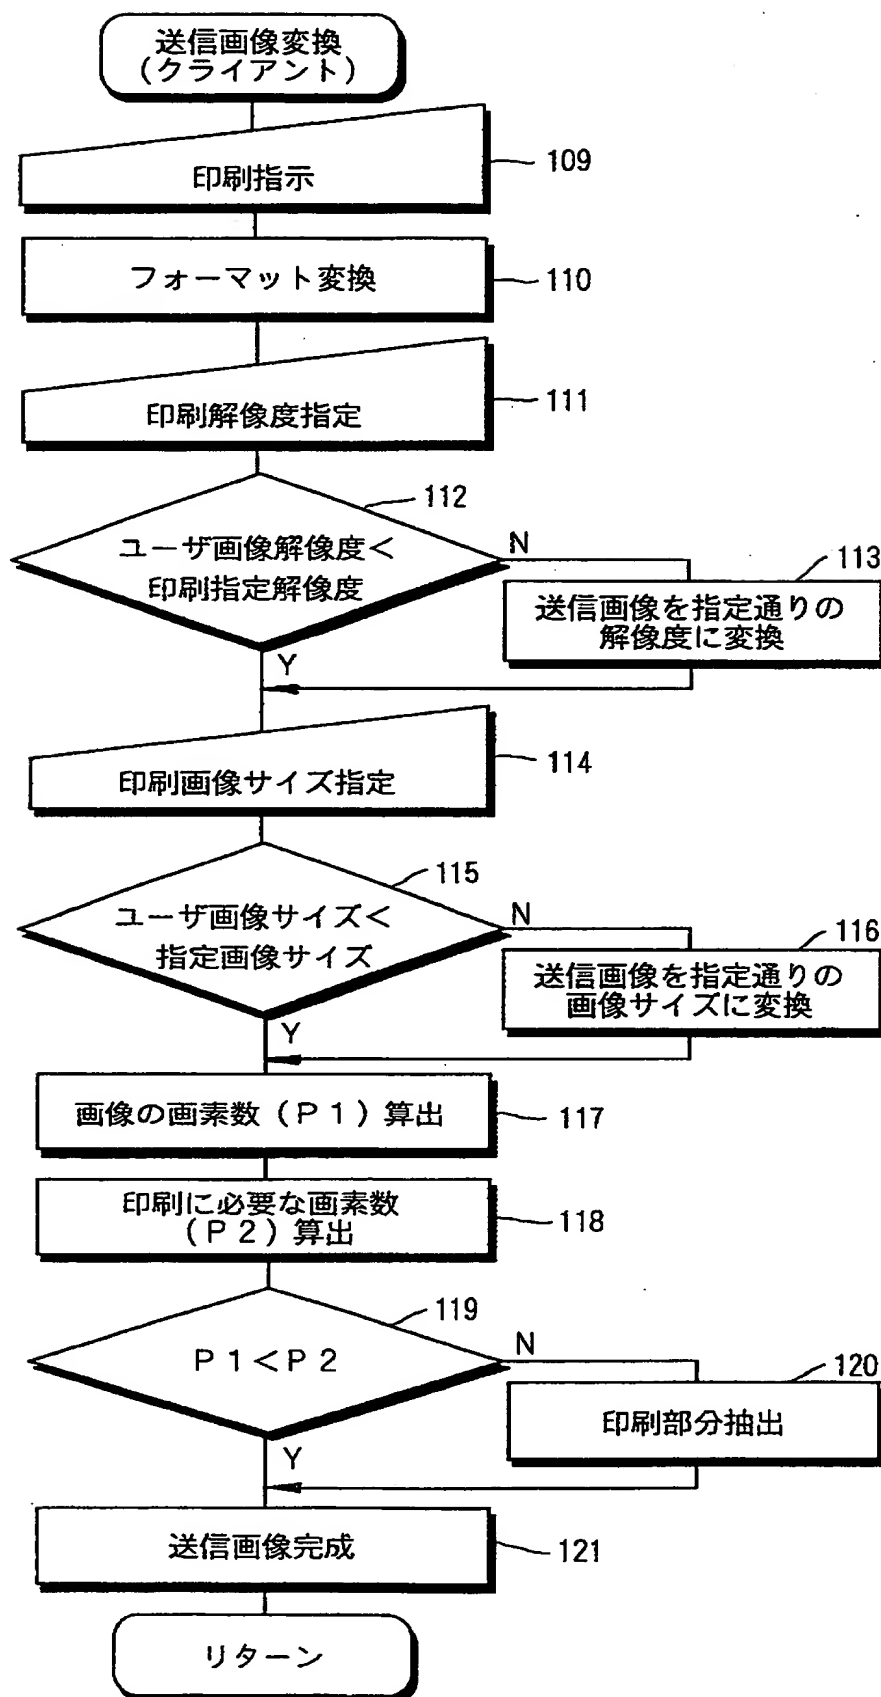 送信画像変換
(クライアント)
印刷指示
109
フォーマット変換
110
印刷解像度指定
111
112
ユーザ画像解像度<
印刷指定解像度
N
Y
113
送信画像を指定通りの
解像度に変換
印刷画像サイズ指定
114
115
ユーザ画像サイズ<
指定画像サイズ
N
Y
116
送信画像を指定通りの
画像サイズに変換
画像の画素数(P1)算出
117
印刷に必要な画素数
(P2)算出
118
119
P1<P2
N
Y
120
印刷部分抽出
送信画像完成
121
リターン